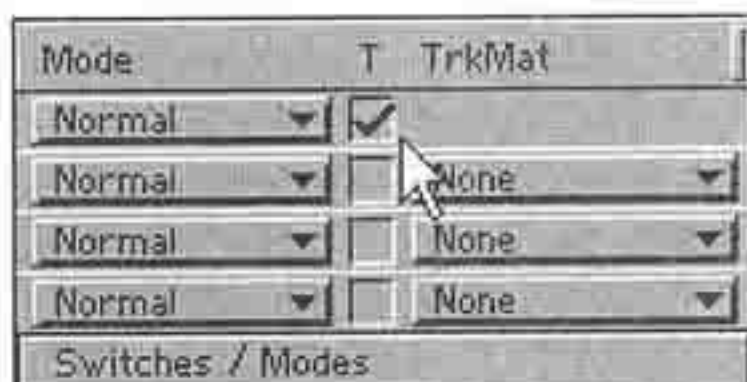 Mode T TrkMat
Normal
Normal None
Normal None
Normal None
Switches / Modes